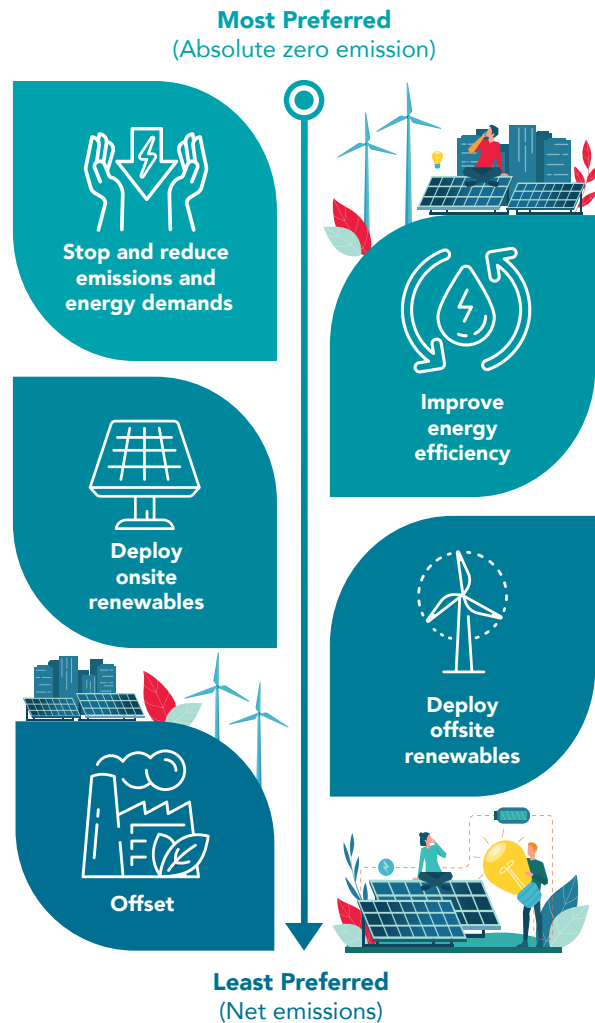 Most Preferred
(Absolute zero emission)
Stop and reduce
emissions and
energy demands
Improve
energy
efficiency
Deploy
onsite
renewables
Deploy
offsite
renewables
Offset
Least Preferred
(Net emissions)